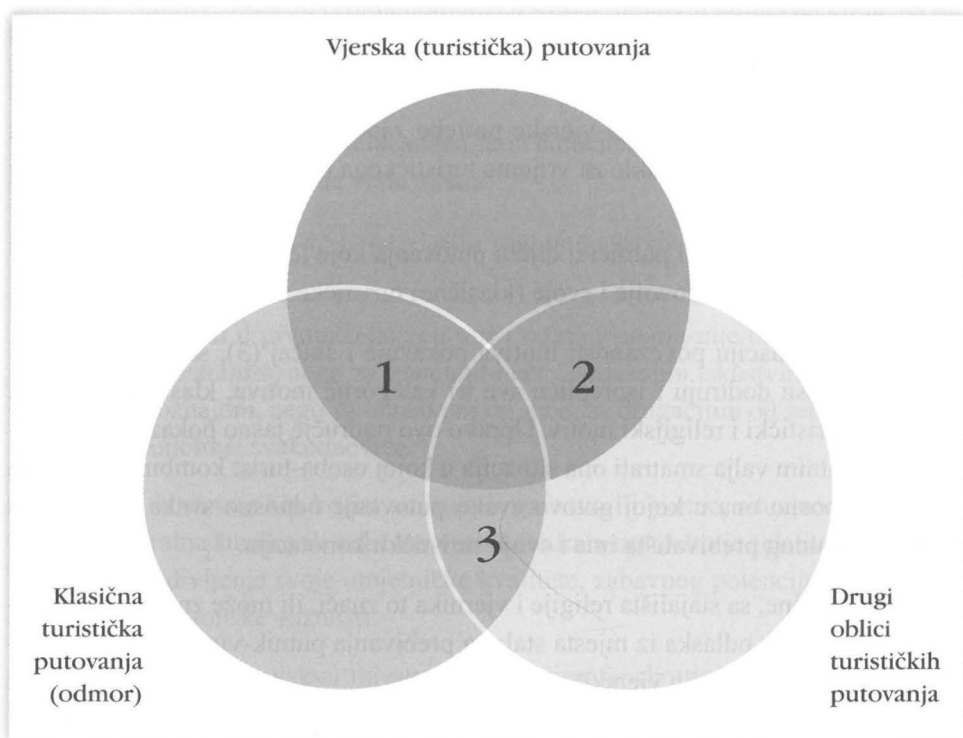 Vjerska (turistička) putovanja
1
2
3
Klasična
turistička
putovanja
(odmor)
Drugi
oblici
turističkih
putovanja